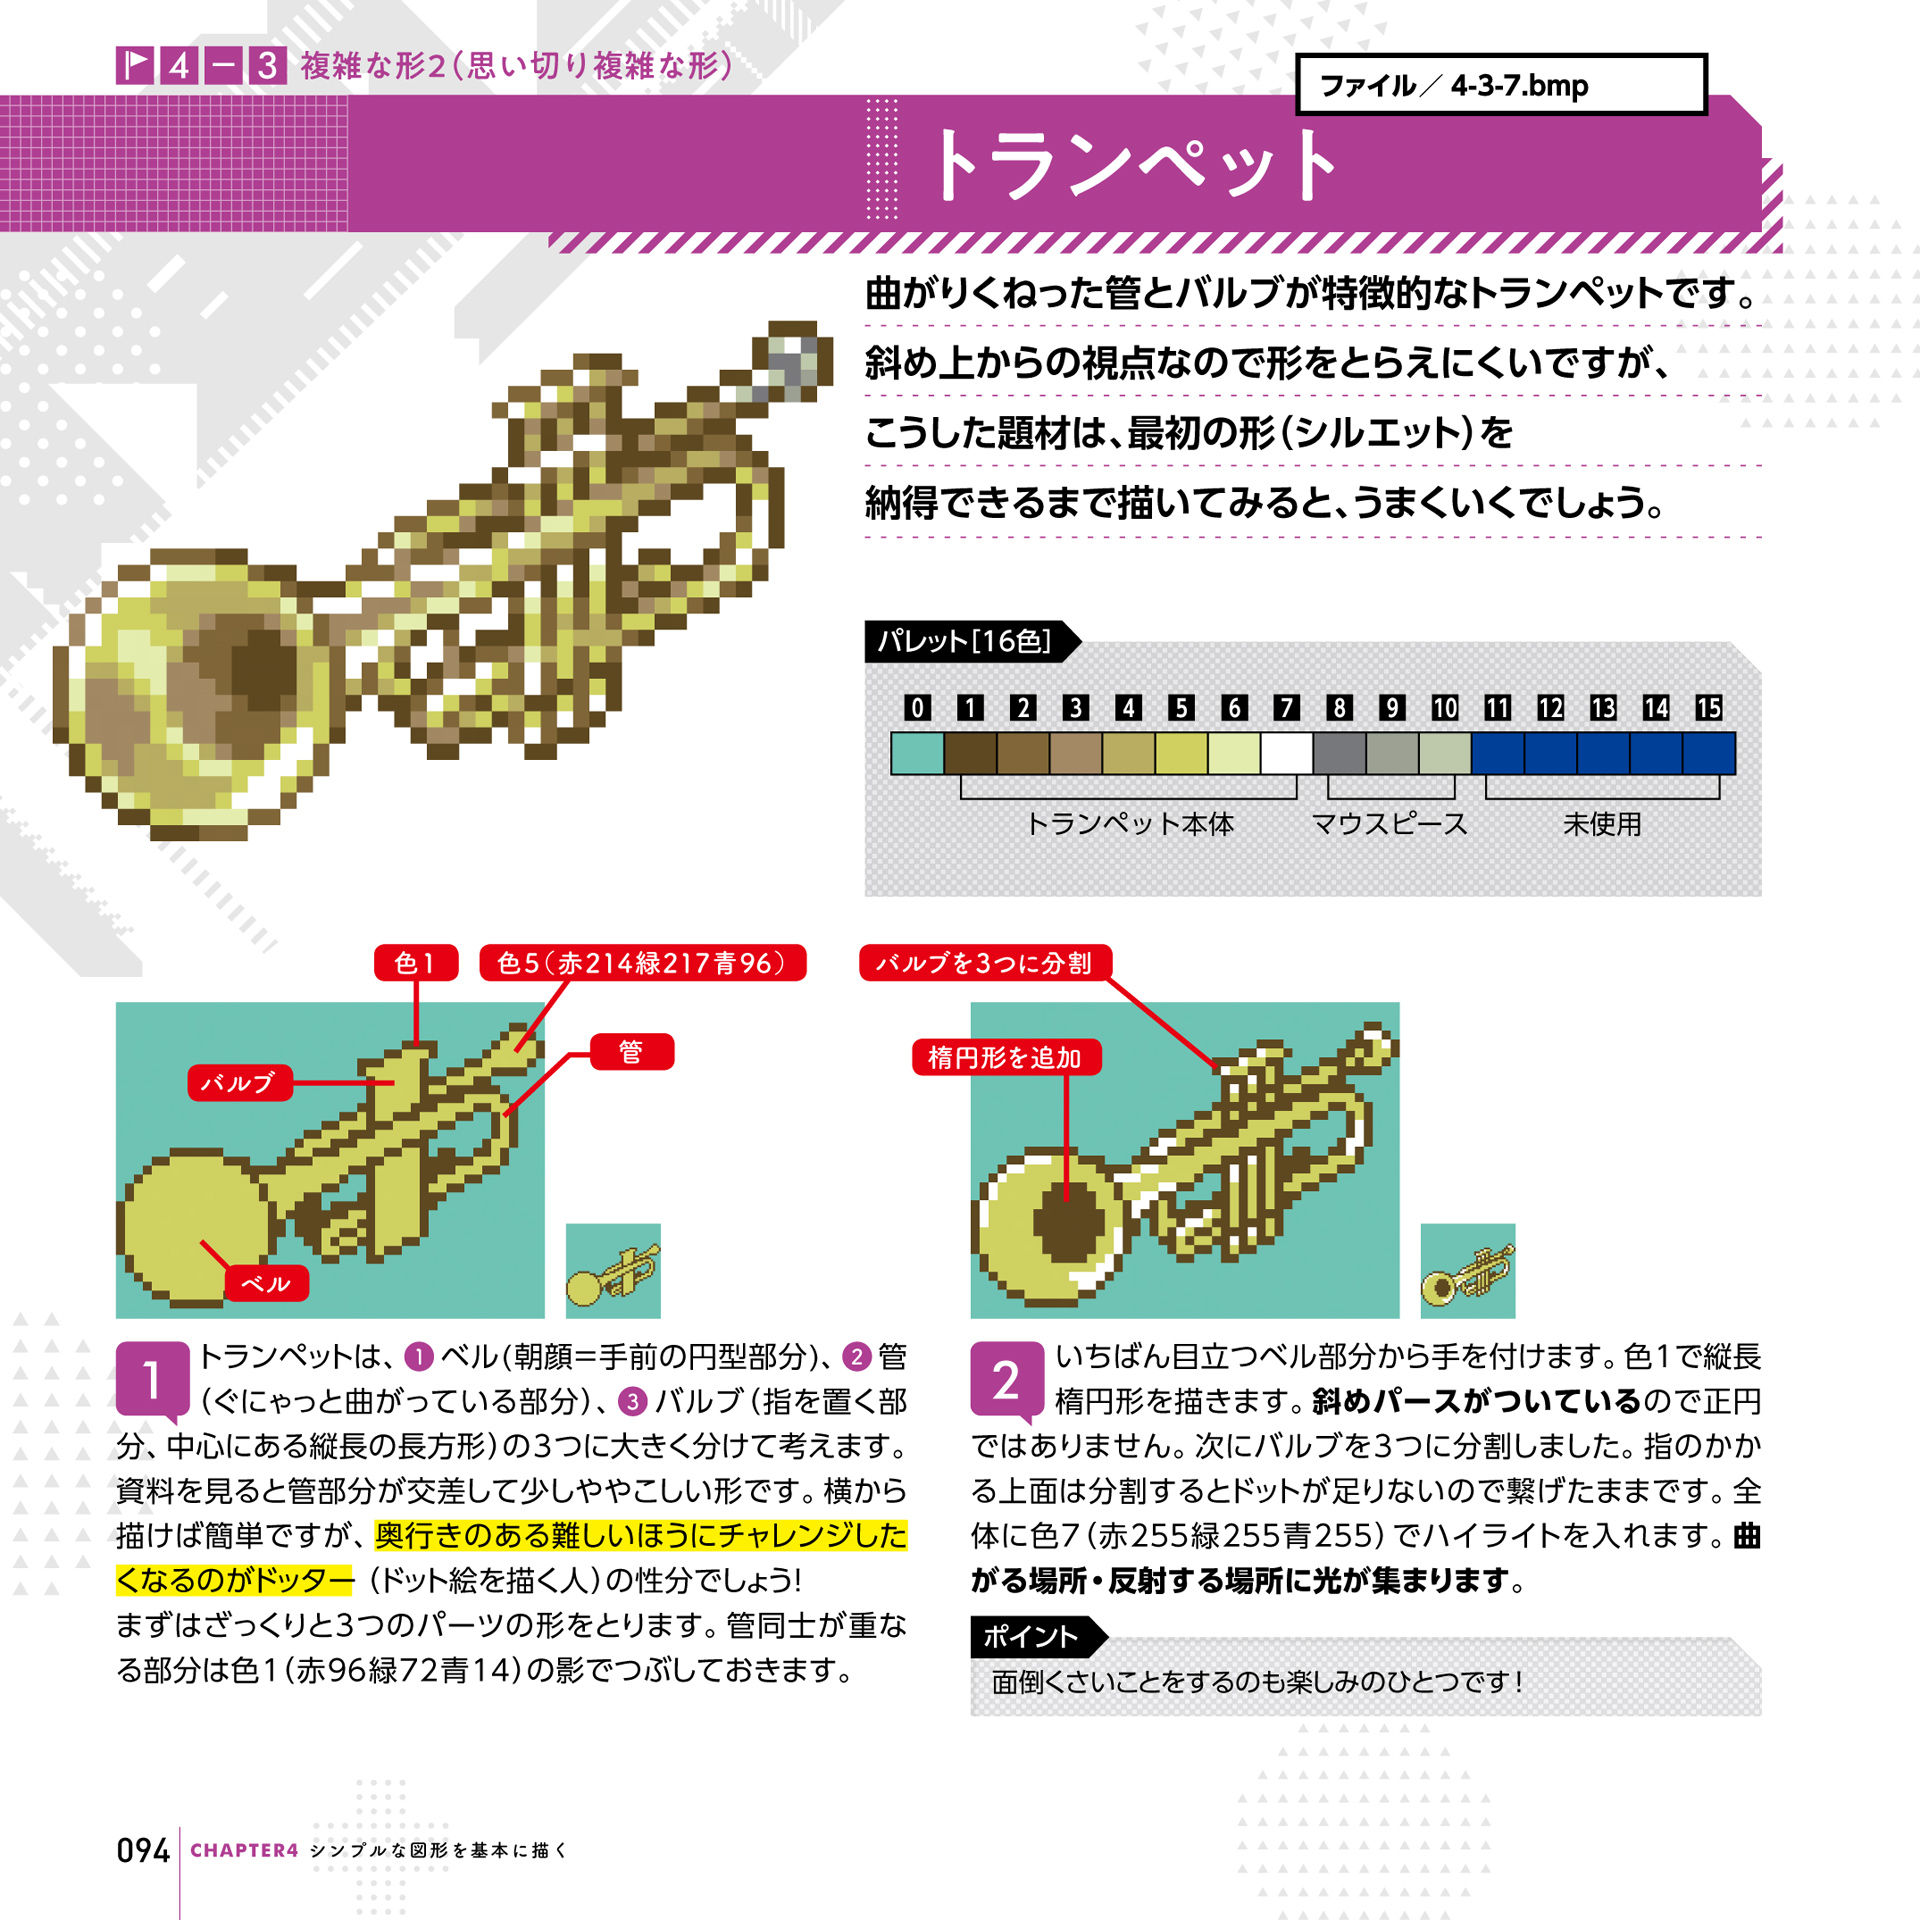 4-3 複雑な形2（思い切り複雑な形）
ファイル／ 4-3-7.bmp
トランペット
曲がりくねった管とバルブが特徴的なトランペットです。
斜め上からの視点なので形をとらえにくいですが、
こうした題材は、最初の形（シルエット）を
納得できるまで描いてみると、うまくいくでしょう。
パレット[16色]
0 1 2 3 4 5 6 7 8 9 10 11 12 13 14 15
トランペット本体 マウスピース 未使用
色1
色5（赤214緑217青96）
管
バルブ
ベル
バルブを3つに分割
楕円形を追加
1
トランペットは、❶ベル（朝顔＝手前の円型部分）、❷管
（ぐにゃっと曲がっている部分）、❸バルブ（指を置く部
分、中心にある縦長の長方形）の3つに大きく分けて考えます。
資料を見ると管部分が交差して少しややこしい形です。横から
描けば簡単ですが、奥行きのある難しいほうにチャレンジした
くなるのがドッター（ドット絵を描く人）の性分でしょう！
まずはざっくりと3つのパーツの形をとります。管同士が重な
る部分は色1（赤96緑72青14）の影でつぶしておきます。
2
いちばん目立つベル部分から手を付けます。色1で縦長
楕円形を描きます。斜めパースがついているので正円
ではありません。次にバルブを3つに分割しました。指のかか
る上面は分割するとドットが足りないので繋げたままです。全
体に色7（赤255緑255青255）でハイライトを入れます。曲
がる場所・反射する場所に光が集まります。
ポイント
面倒くさいことをするのも楽しみのひとつです！
094 CHAPTER4 シンプルな図形を基本に描く